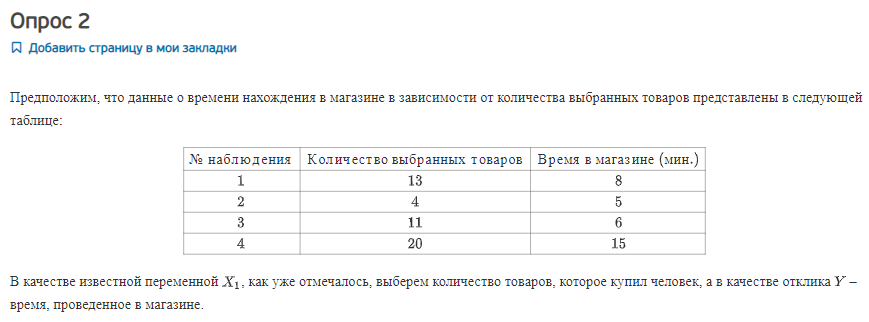 Опрос 2
Добавить страницу в мои закладки
Предположим, что данные о времени нахождения в магазине в зависимости от количества выбранных товаров представлены в следующей
таблице:
№ наблюдения Количество выбранных товаров Время в магазине (мин.)
1 13 8
2 4 5
3 11 6
4 20 15
В качестве известной переменной X₁, как уже отмечалось, выберем количество товаров, которое купил человек, а в качестве отклика Y –
время, проведенное в магазине.